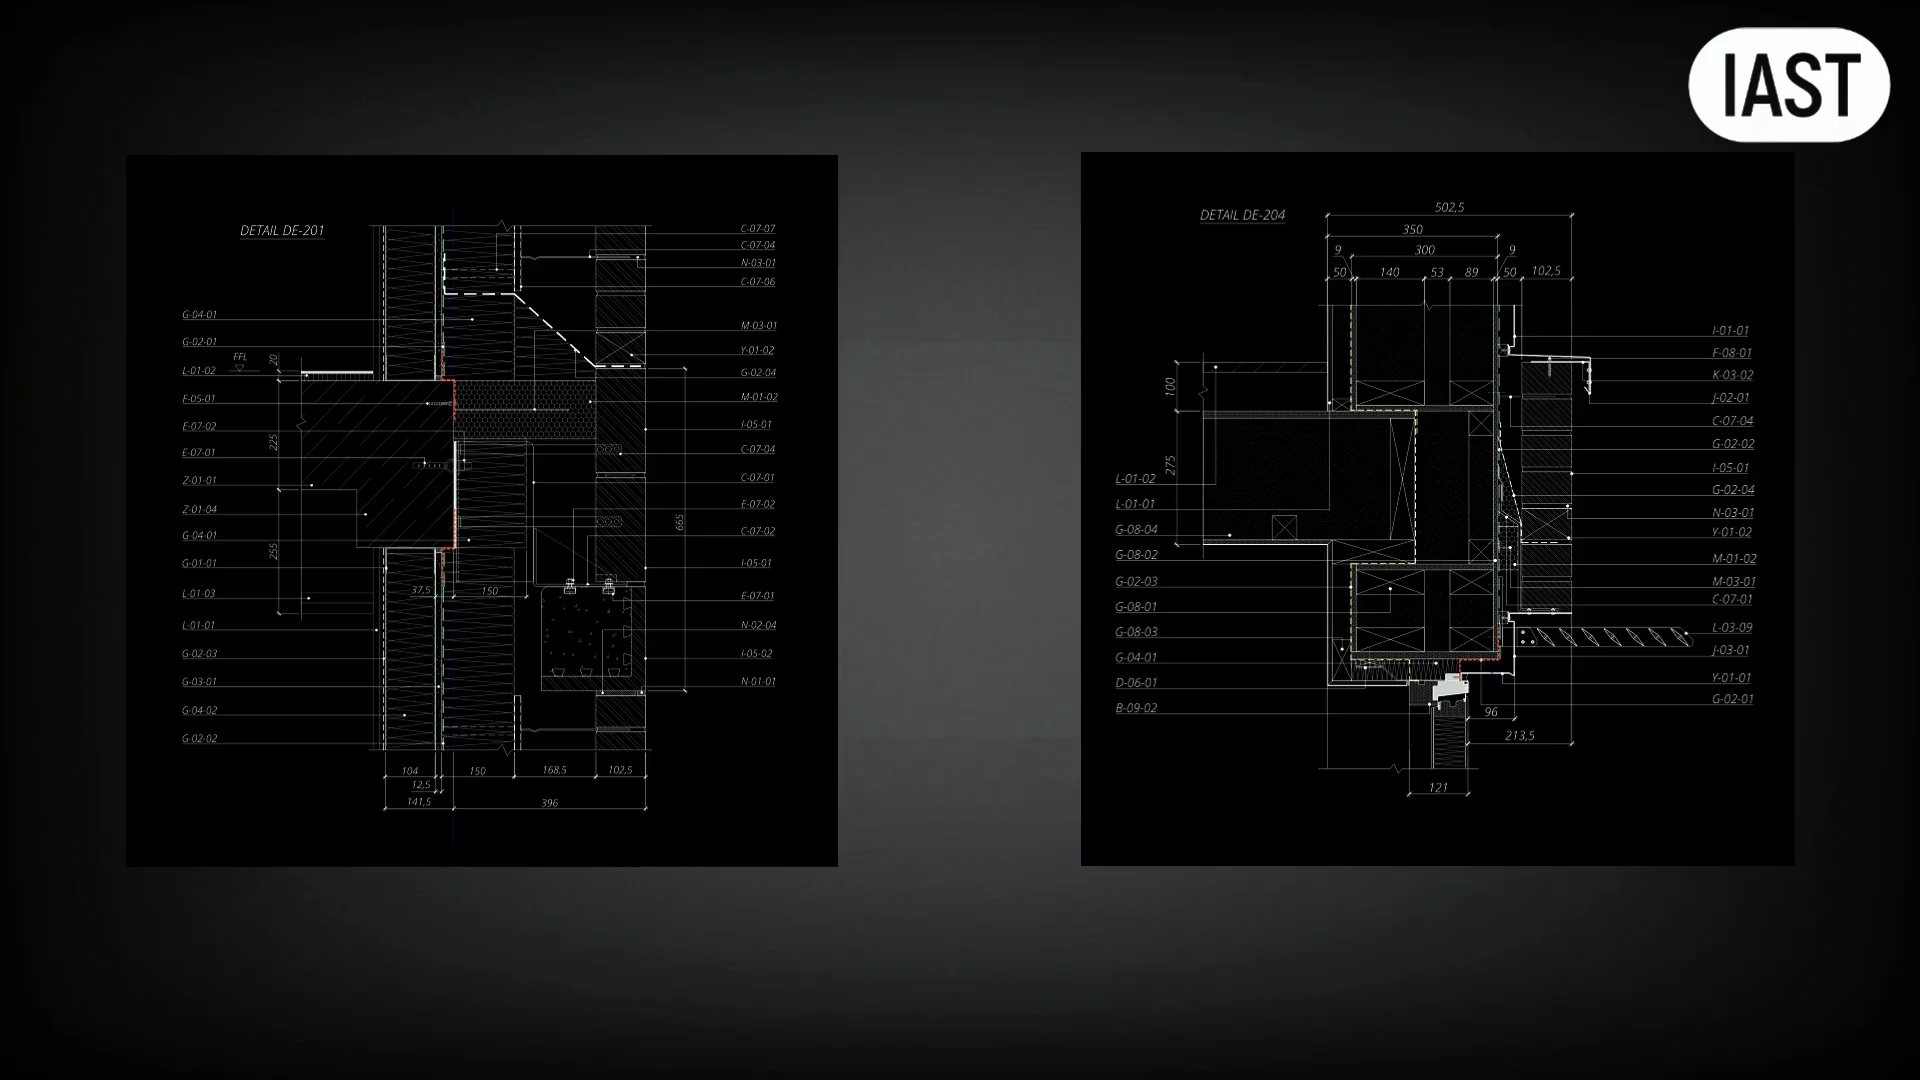 IAST
DETAIL DE-201
C-07-07
C-07-04
N-03-01
C-07-06
M-03-01
Y-01-02
G-02-04
M-01-02
I-05-01
C-07-04
C-07-01
E-07-02
C-07-02
I-05-01
E-07-01
N-02-04
I-05-02
N-01-01
G-04-01
G-02-01
FFL
L-01-02
F-05-01
E-07-02
E-07-01
Z-01-01
Z-01-04
G-04-01
G-01-01
L-01-03
L-01-01
G-02-03
G-03-01
G-04-02
G-02-02
20
225
255
665
37,5
150
104
150
168,5
102,5
12,5
141,5
396
DETAIL DE-204
502,5
350
9
300
9
50
140
53
89
50
102,5
100
275
L-01-02
L-01-01
G-08-04
G-08-02
G-02-03
G-08-01
G-08-03
G-04-01
D-06-01
B-09-02
I-01-01
F-08-01
K-03-02
J-02-01
C-07-04
G-02-02
I-05-01
G-02-04
N-03-01
Y-01-02
M-01-02
M-03-01
C-07-01
L-03-09
J-03-01
Y-01-01
G-02-01
96
213,5
121